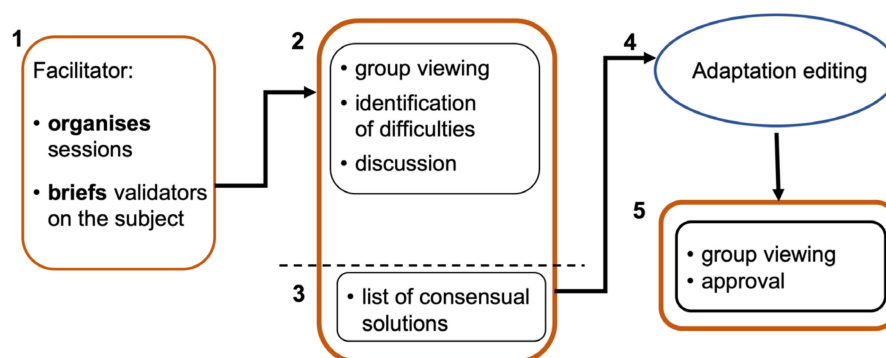 1
Facilitator:
• organises
sessions
• briefs validators
on the subject
2
• group viewing
• identification
of difficulties
• discussion
3
• list of consensual
solutions
4
Adaptation editing
5
• group viewing
• approval